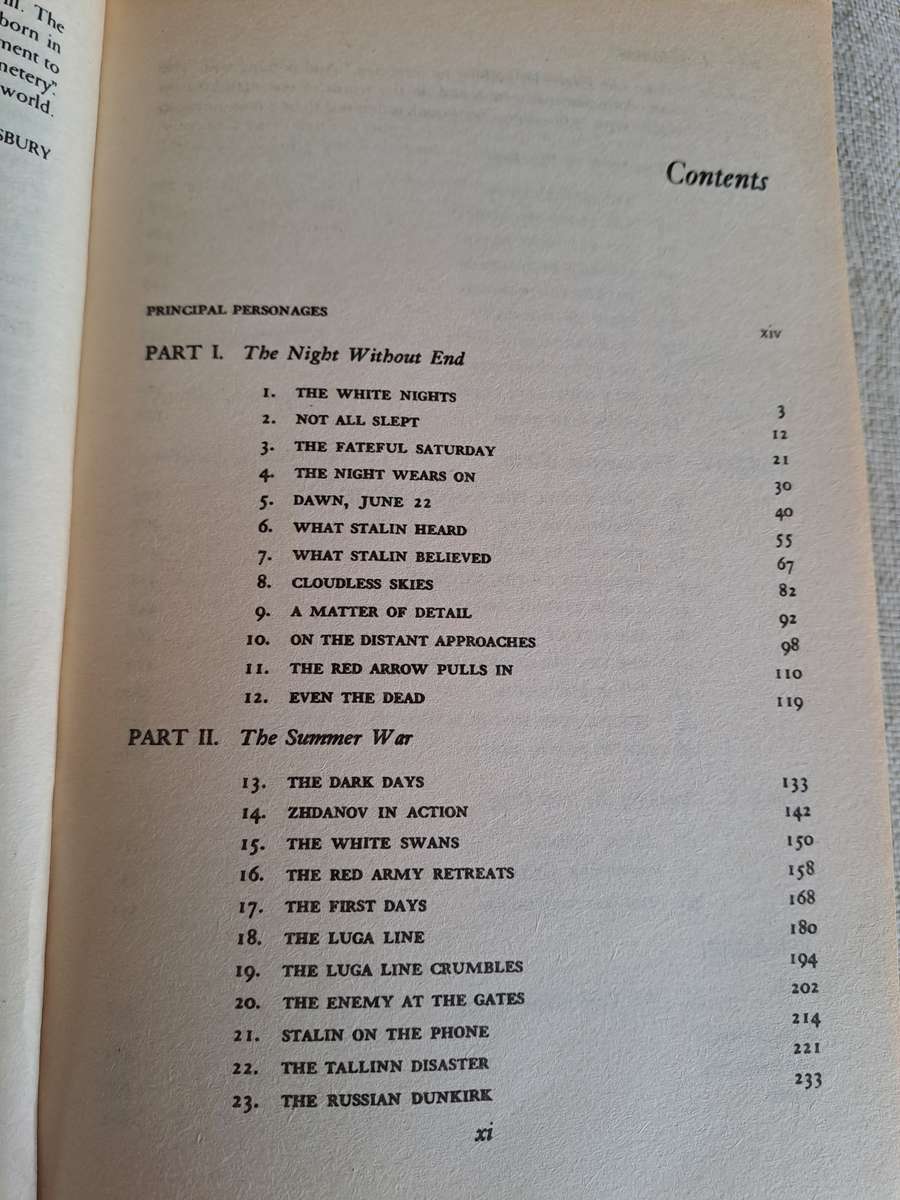 ill. The
born in
ment to
metery".
world.
SBURY
Contents
PRINCIPAL PERSONAGES xiv
PART I. The Night Without End
1. THE WHITE NIGHTS 3
2. NOT ALL SLEPT 12
3. THE FATEFUL SATURDAY 21
4. THE NIGHT WEARS ON 30
5. DAWN, JUNE 22 40
6. WHAT STALIN HEARD 55
7. WHAT STALIN BELIEVED 67
8. CLOUDLESS SKIES 82
9. A MATTER OF DETAIL 92
10. ON THE DISTANT APPROACHES 98
11. THE RED ARROW PULLS IN 110
12. EVEN THE DEAD 119
PART II. The Summer War
13. THE DARK DAYS 133
14. ZHDANOV IN ACTION 142
15. THE WHITE SWANS 150
16. THE RED ARMY RETREATS 158
17. THE FIRST DAYS 168
18. THE LUGA LINE 180
19. THE LUGA LINE CRUMBLES 194
20. THE ENEMY AT THE GATES 202
21. STALIN ON THE PHONE 214
22. THE TALLINN DISASTER 221
23. THE RUSSIAN DUNKIRK 233
xi